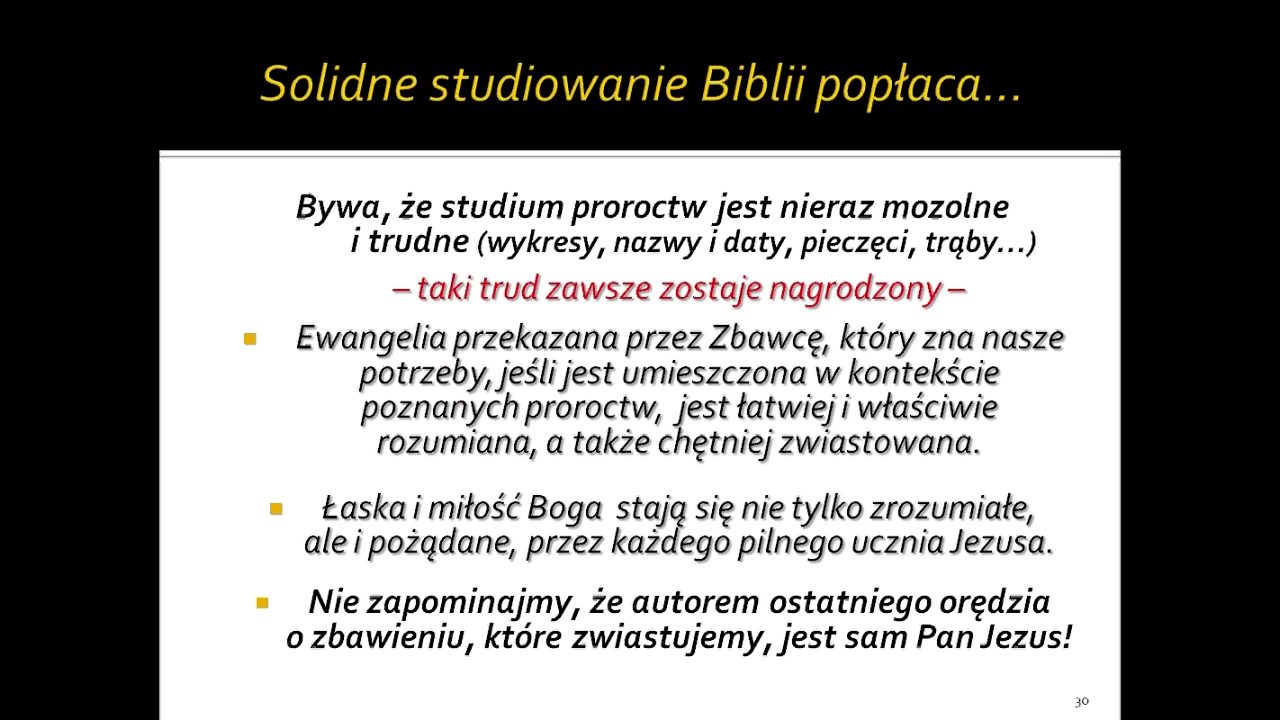 Solidne studiowanie Biblii popłaca...
Bywa, że studium proroctw jest nieraz mozolne
i trudne (wykresy, nazwy i daty, pieczęci, trąby...)
– taki trud zawsze zostaje nagrodzony –
Ewangelia przekazana przez Zbawcę, który zna nasze
potrzeby, jeśli jest umieszczona w kontekście
poznanych proroctw, jest łatwiej i właściwie
rozumiana, a także chętniej zwiastowana.
Łaska i miłość Boga stają się nie tylko zrozumiałe,
ale i pożądane, przez każdego pilnego ucznia Jezusa.
Nie zapominajmy, że autorem ostatniego orędzia
o zbawieniu, które zwiastujemy, jest sam Pan Jezus!
30